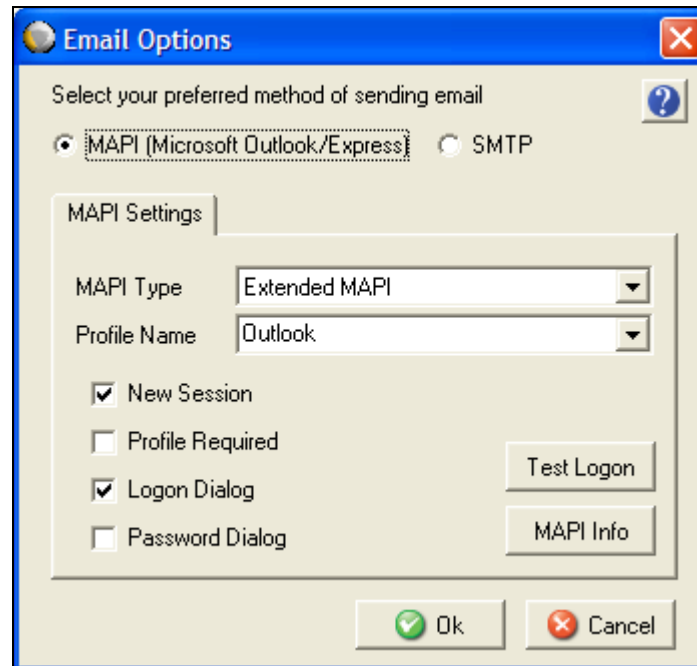 Email Options
Select your preferred method of sending email
MAPI (Microsoft Outlook/Express) SMTP
MAPI Settings
MAPI Type Extended MAPI
Profile Name Outlook
New Session
Profile Required
Logon Dialog
Password Dialog
Test Logon
MAPI Info
Ok Cancel